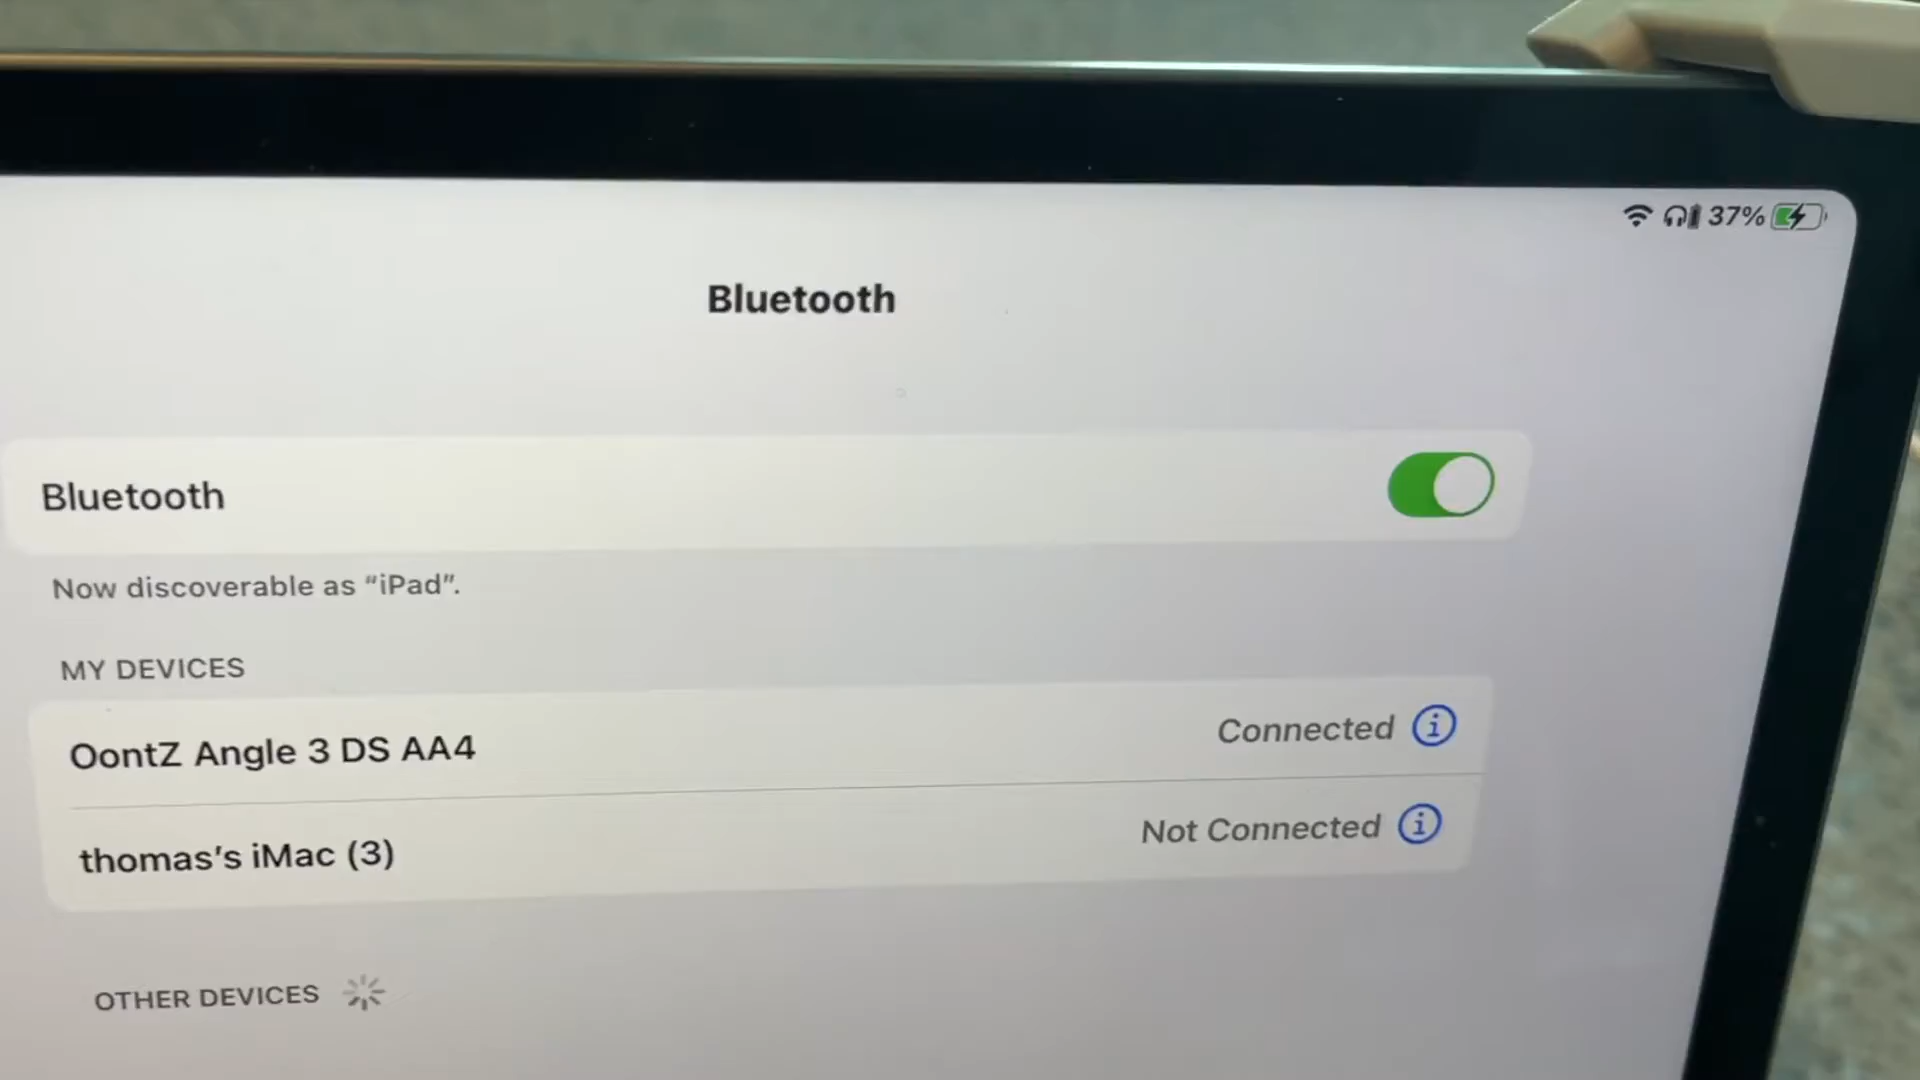 37%
Bluetooth
Bluetooth
Now discoverable as “iPad”.
MY DEVICES
OontZ Angle 3 DS AA4 Connected
thomas’s iMac (3) Not Connected
OTHER DEVICES